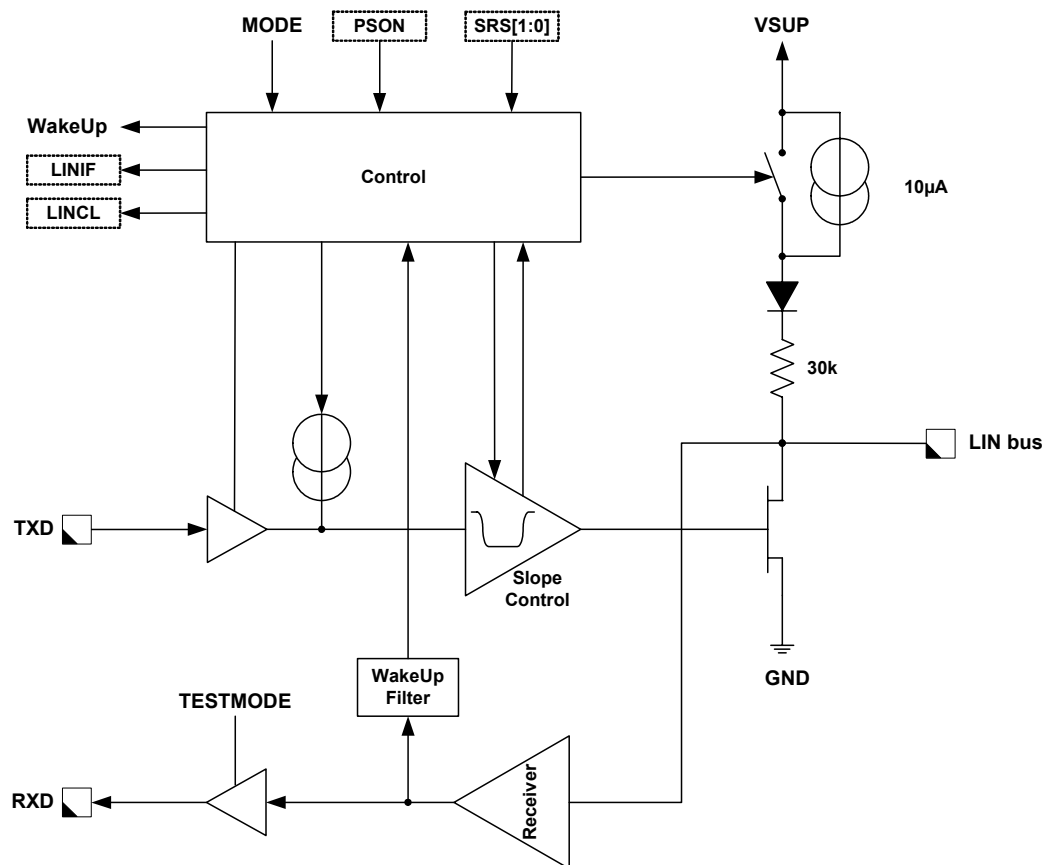 MODE
PSON
SRS[1:0]
VSUP
WakeUp
LINIF
LINCL
Control
10µA
30k
LIN bus
TXD
Slope
Control
GND
WakeUp
Filter
TESTMODE
RXD
Receiver